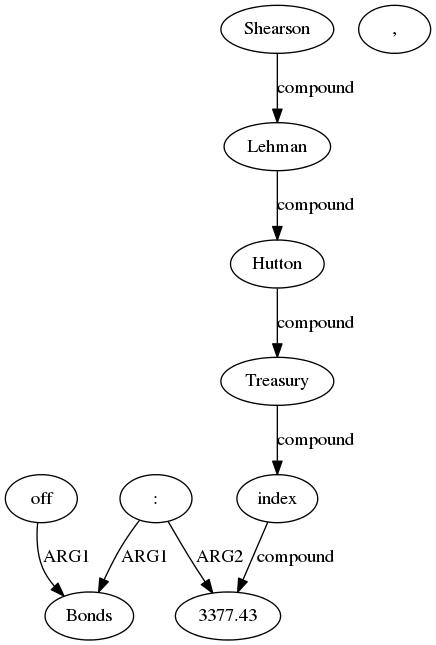 Shearson ,
compound
Lehman
compound
Hutton
compound
Treasury
compound
off : index
ARG1 ARG1 ARG2 compound
Bonds 3377.43